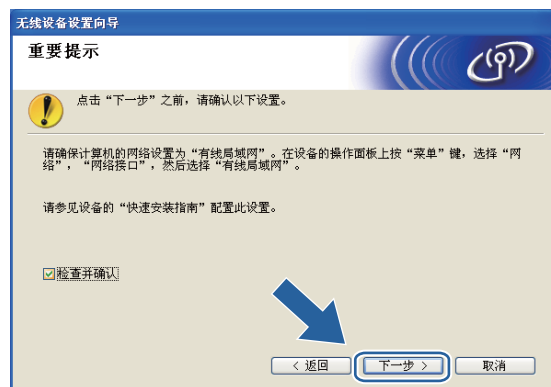 无线设备设置向导
重要提示
点击“下一步”之前，请确认以下设置。
请确保计算机的网络设置为“有线局域网”。在设备的操作面板上按“菜单”键，选择“网
络”，“网络接口”，然后选择“有线局域网”。
请参见设备的“快速安装指南”配置此设置。
检查并确认
< 返回 下一步 > 取消